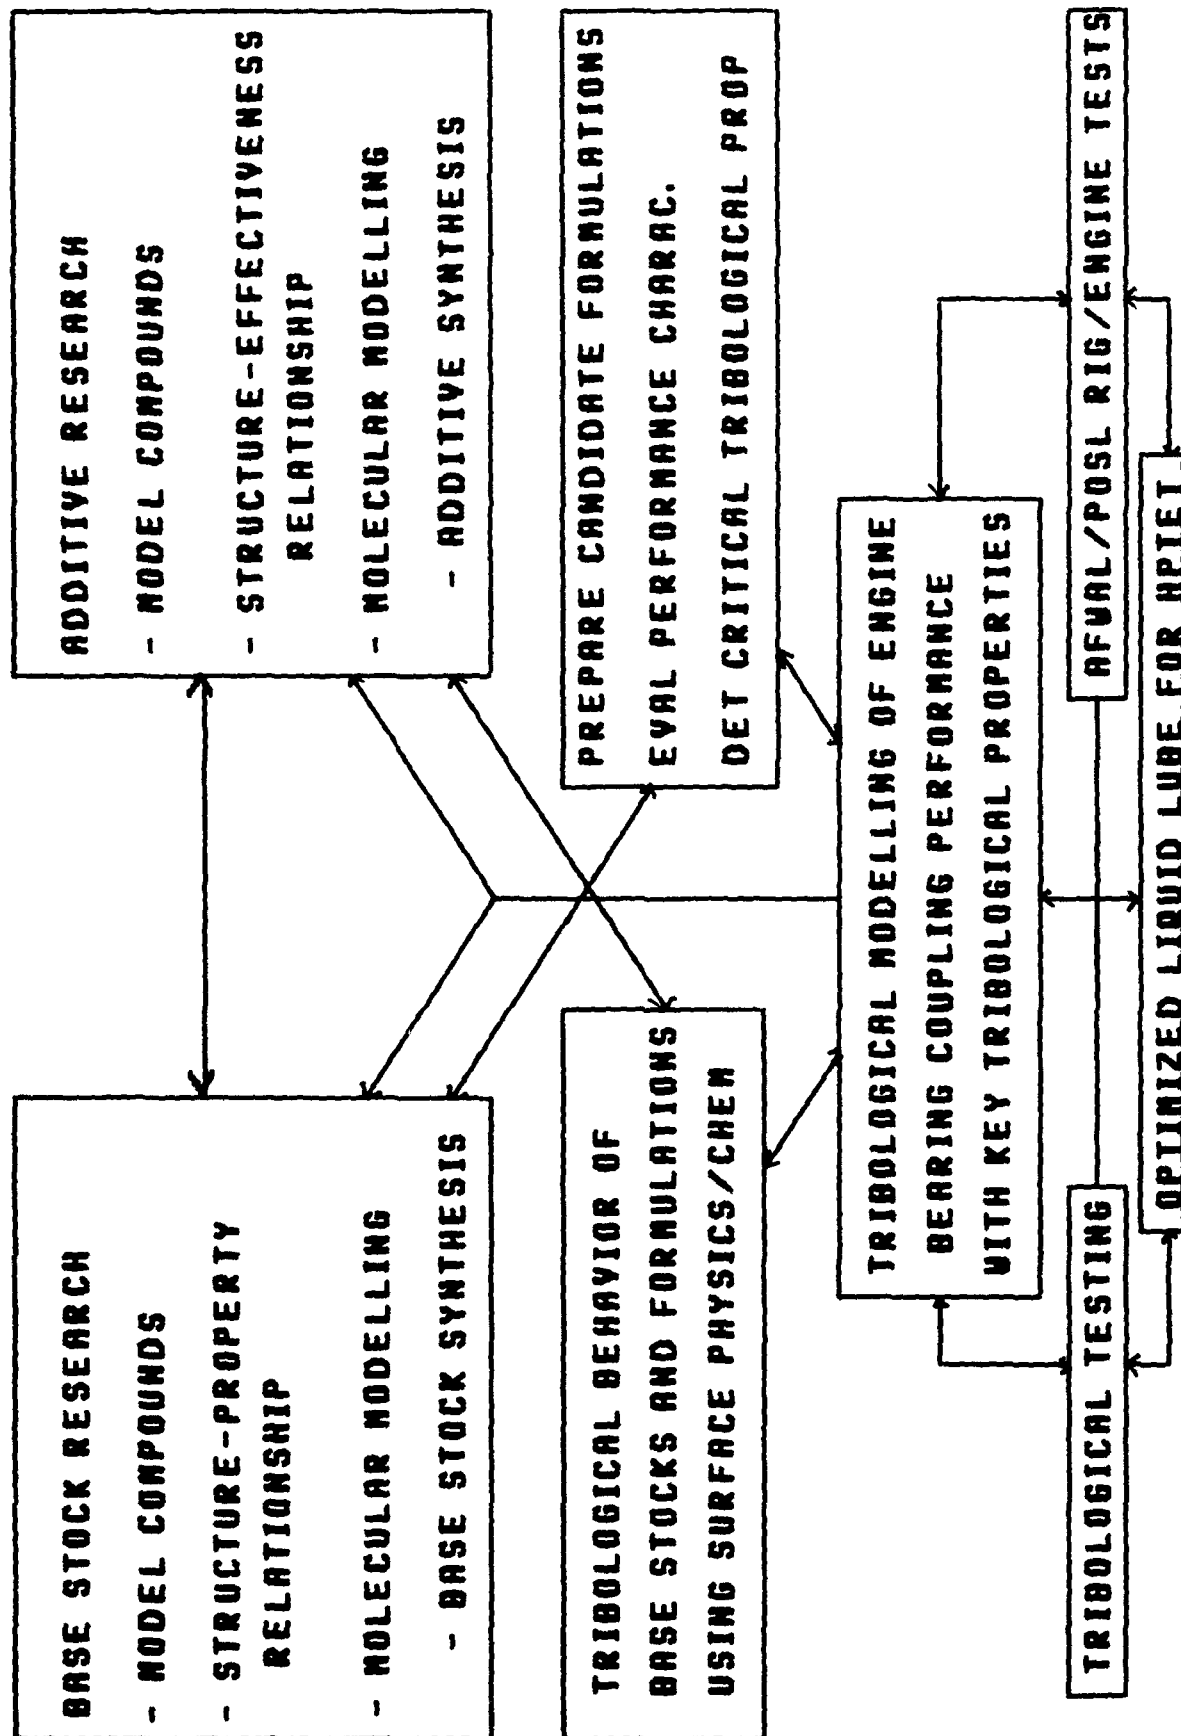 BASE STOCK RESEARCH
- MODEL COMPOUNDS
- STRUCTURE-PROPERTY
RELATIONSHIP
- MOLECULAR MODELLING
- BASE STOCK SYNTHESIS
ADDITIVE RESEARCH
- MODEL COMPOUNDS
- STRUCTURE-EFFECTIVENESS
RELATIONSHIP
- MOLECULAR MODELLING
- ADDITIVE SYNTHESIS
TRIBOLOGICAL BEHAVIOR OF
BASE STOCKS AND FORMULATIONS
USING SURFACE PHYSICS/CHEM
PREPARE CANDIDATE FORMULATIONS
EVAL PERFORMANCE CHARAC.
DET CRITICAL TRIBOLOGICAL PROP
TRIBOLOGICAL MODELLING OF ENGINE
BEARING COUPLING PERFORMANCE
WITH KEY TRIBOLOGICAL PROPERTIES
TRIBOLOGICAL TESTING
AFWAL/POSL RIG/ENGINE TESTS
OPTIMIZED LIQUID LUBE FOR HPTET